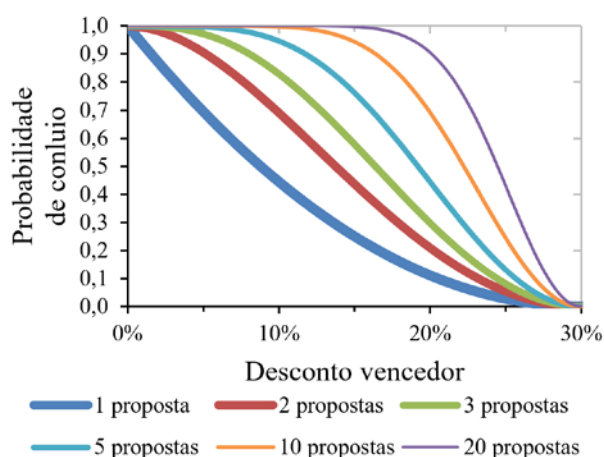 1,0
0,9
0,8
0,7
0,6
0,5
0,4
0,3
0,2
0,1
0,0
Probabilidade
de conluio
0% 10% 20% 30%
Desconto vencedor
1 proposta 2 propostas 3 propostas
5 propostas 10 propostas 20 propostas